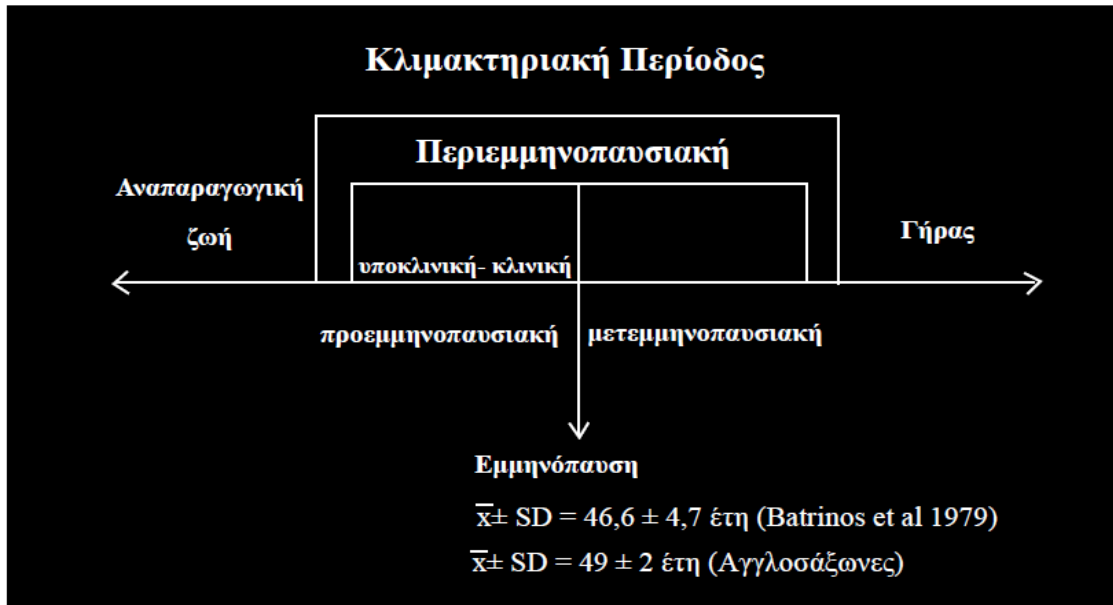 Κλιμακτηριακή Περίοδος
Περιεμμηνοπαυσιακή
Αναπαραγωγική
ζωή
Γήρας
υποκλινική- κλινική
προεμμηνοπαυσιακή
μετεμμηνοπαυσιακή
Εμμηνόπαυση
x̅± SD = 46,6 ± 4,7 έτη (Batrinos et al 1979)
x̅± SD = 49 ± 2 έτη (Αγγλοσάξωνες)